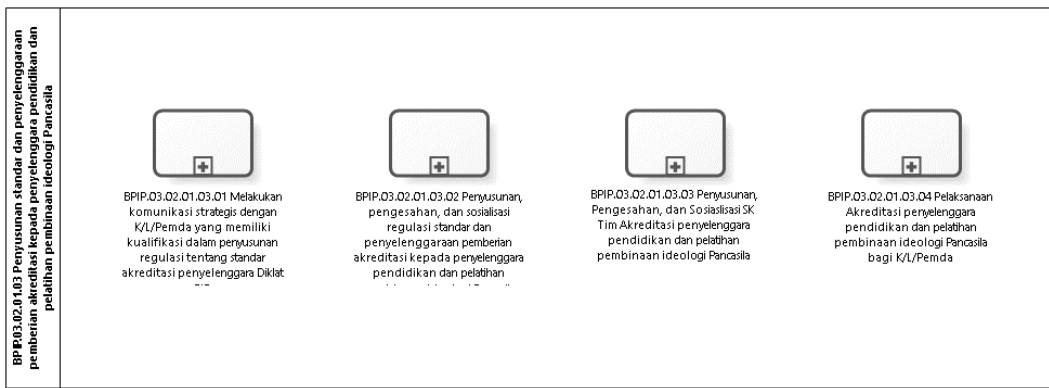 BPIP.03.02.01.03 Penyusunan standar dan penyelenggaraan
pemberian akreditasi kepada penyelenggara pendidikan dan
pelatihan pembinaan ideologi Pancasila
BPIP.03.02.01.03.01 Melakukan
komunikasi strategis dengan
K/L/Pemda yang memiliki
kualifikasi dalam penyusunan
regulasi tentang standar
akreditasi penyelenggara Diklat
BPIP.03.02.01.03.02 Penyusunan,
pengesahan, dan sosialisasi
regulasi standar dan
penyelenggaraan pemberian
akreditasi kepada penyelenggara
pendidikan dan pelatihan
BPIP.03.02.01.03.03 Penyusunan,
Pengesahan, dan Sosiaslisasi SK
Tim Akreditasi penyelenggara
pendidikan dan pelatihan
pembinaan ideologi Pancasila
BPIP.03.02.01.03.04 Pelaksanaan
Akreditasi penyelenggara
pendidikan dan pelatihan
pembinaan ideologi Pancasila
bagi K/L/Pemda